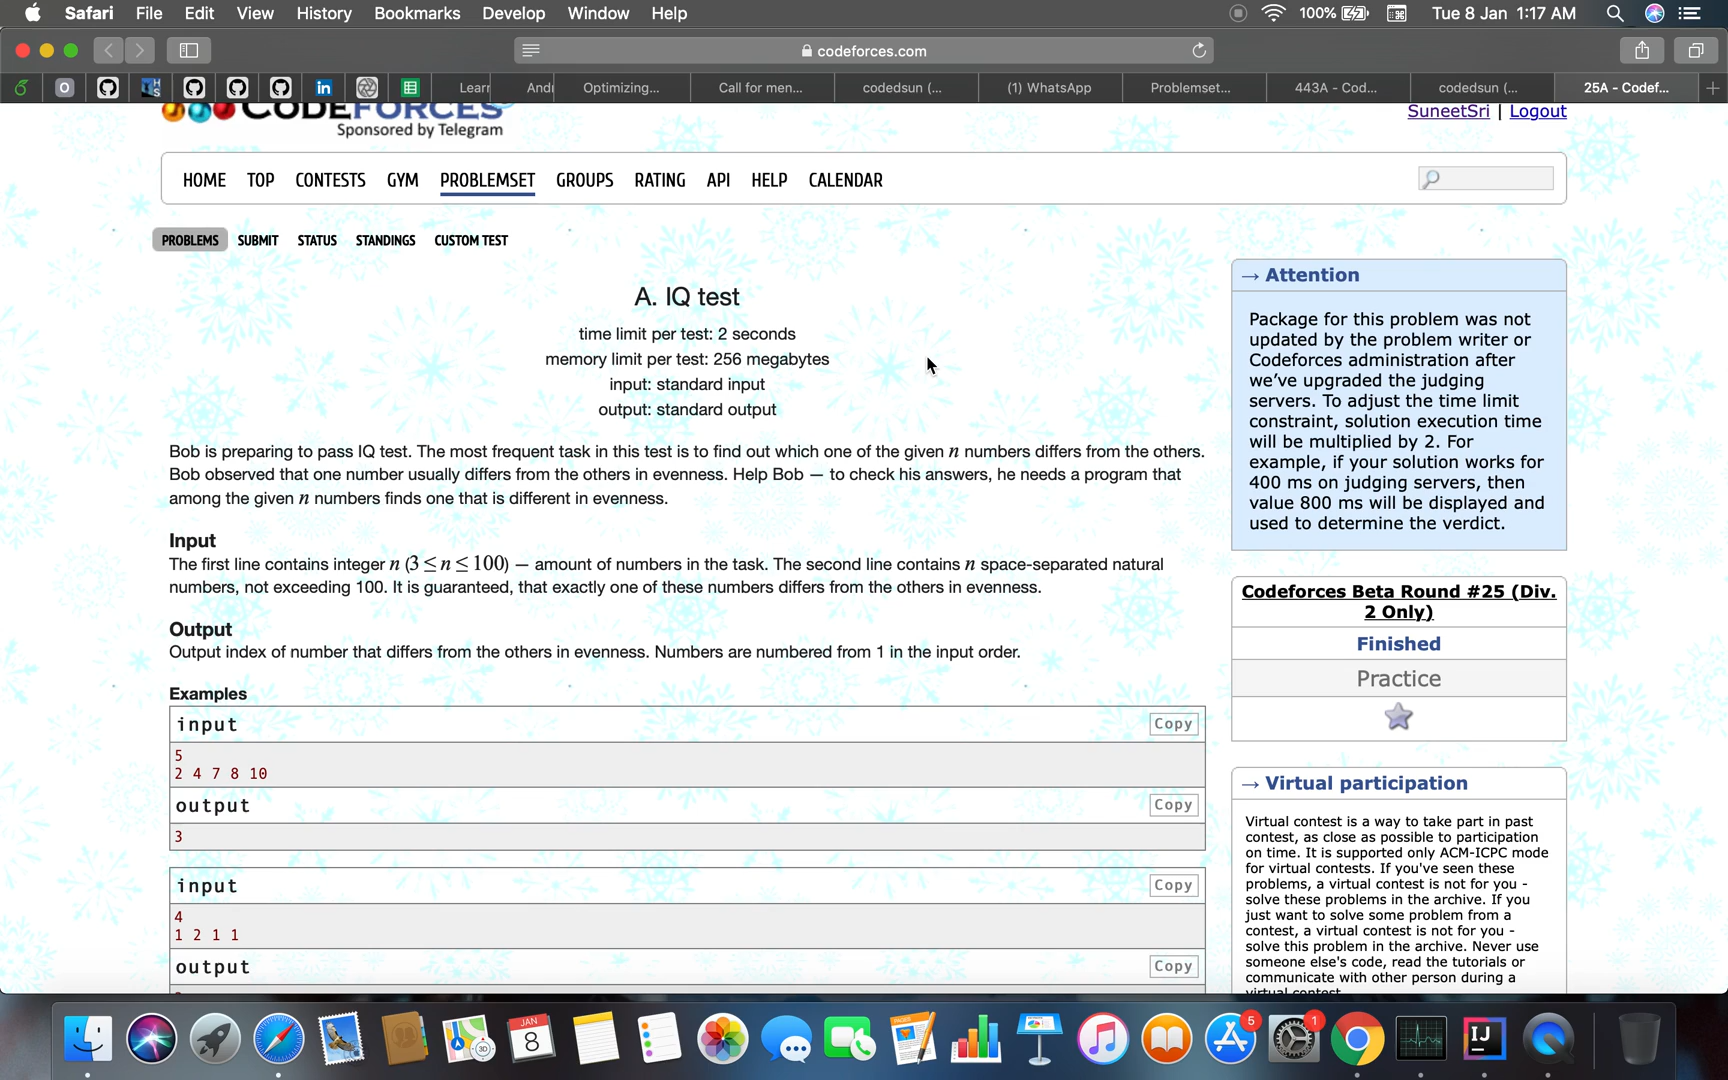 Safari File Edit View History Bookmarks Develop Window Help 100% Tue 8 Jan 1:17 AM
codeforces.com
Lear And Optimizing... Call for men... codedsun (... (1) WhatsApp Problemset... 443A - Cod... codedsun (... 25A - Codef...
CODEFORCES
Sponsored by Telegram
SuneetSri | Logout
HOME TOP CONTESTS GYM PROBLEMSET GROUPS RATING API HELP CALENDAR
PROBLEMS SUBMIT STATUS STANDINGS CUSTOM TEST
A. IQ test
time limit per test: 2 seconds
memory limit per test: 256 megabytes
input: standard input
output: standard output
Bob is preparing to pass IQ test. The most frequent task in this test is to find out which one of the given n numbers differs from the others.
Bob observed that one number usually differs from the others in evenness. Help Bob — to check his answers, he needs a program that
among the given n numbers finds one that is different in evenness.
Input
The first line contains integer n (3 ≤ n ≤ 100) — amount of numbers in the task. The second line contains n space-separated natural
numbers, not exceeding 100. It is guaranteed, that exactly one of these numbers differs from the others in evenness.
Output
Output index of number that differs from the others in evenness. Numbers are numbered from 1 in the input order.
Examples
input Copy
5
2 4 7 8 10
output Copy
3
input Copy
4
1 2 1 1
output Copy
→ Attention
Package for this problem was not
updated by the problem writer or
Codeforces administration after
we've upgraded the judging
servers. To adjust the time limit
constraint, solution execution time
will be multiplied by 2. For
example, if your solution works for
400 ms on judging servers, then
value 800 ms will be displayed and
used to determine the verdict.
Codeforces Beta Round #25 (Div.
2 Only)
Finished
Practice
→ Virtual participation
Virtual contest is a way to take part in past
contest, as close as possible to participation
on time. It is supported only ACM-ICPC mode
for virtual contests. If you've seen these
problems, a virtual contest is not for you -
solve these problems in the archive. If you
just want to solve some problem from a
contest, a virtual contest is not for you -
solve this problem in the archive. Never use
someone else's code, read the tutorials or
communicate with other person during a
virtual contest.
JAN
8
3D
PAGES
5
1
IJ